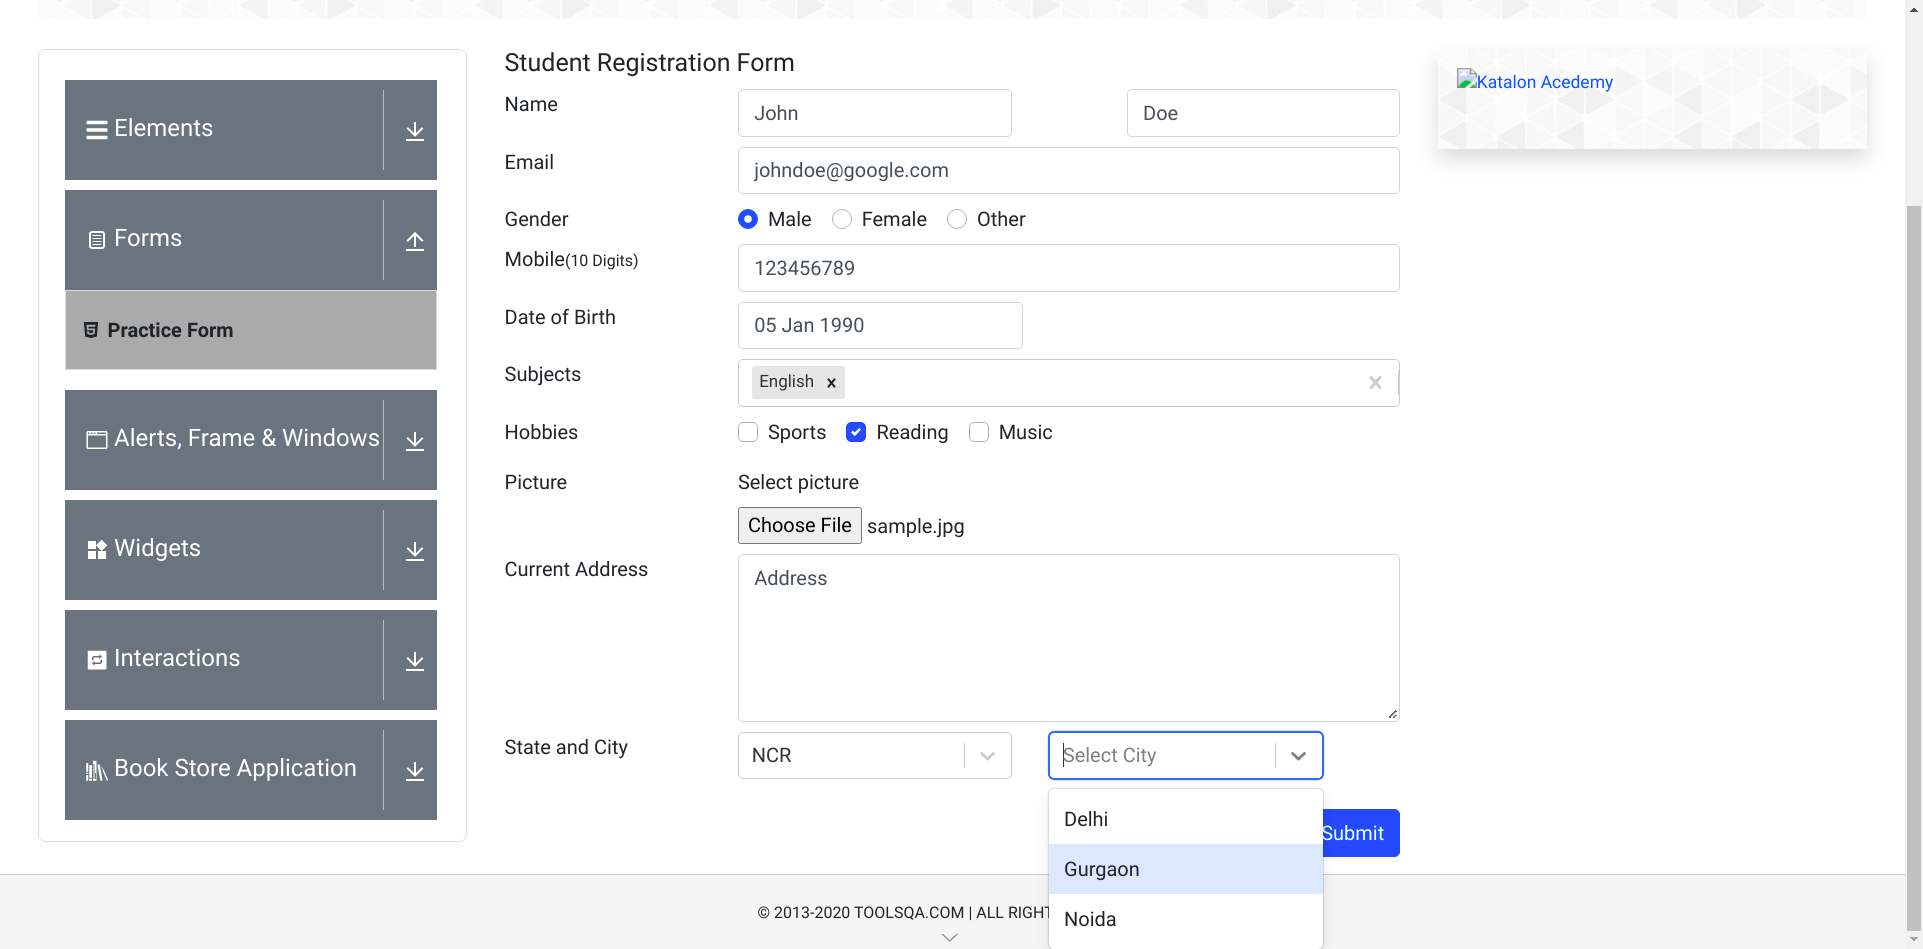 Elements
Forms
Practice Form
Alerts, Frame & Windows
Widgets
Interactions
Book Store Application
Student Registration Form
Name
John
Doe
Email
johndoe@google.com
Gender
Male
Female
Other
Mobile(10 Digits)
123456789
Date of Birth
05 Jan 1990
Subjects
English
Hobbies
Sports
Reading
Music
Picture
Select picture
Choose File sample.jpg
Current Address
Address
State and City
NCR
Select City
Delhi
Gurgaon
Noida
Submit
© 2013-2020 TOOLSQA.COM | ALL RIGHT
Katalon Acedemy